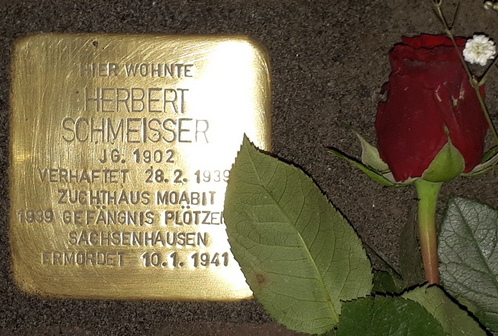 HIER WOHNTE
HERBERT
SCHMEISSER
JG. 1902
VERHAFTET 28.2.1939
ZUCHTHAUS MOABIT
1939 GEFÄNGNIS
SACHSENHAUSEN
ERMORDET 10.1.1941